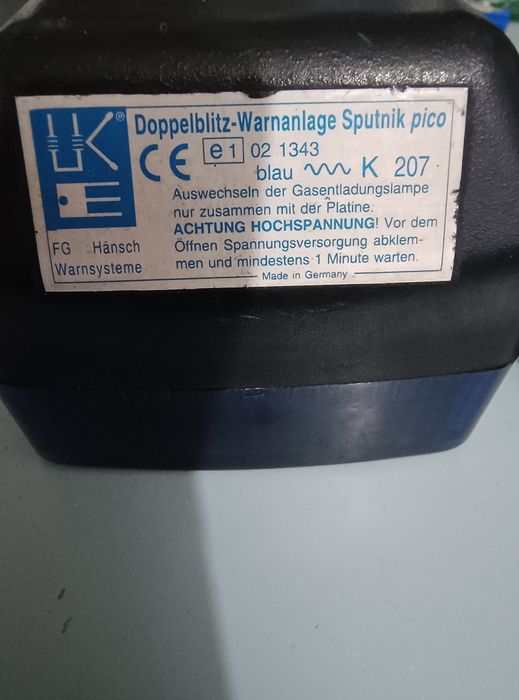 Doppelblitz-Warnanlage Sputnik pico
®
CE e1 02 1343
blau K 207
Auswechseln der Gasentladungslampe
nur zusammen mit der Platine.
ACHTUNG HOCHSPANNUNG! Vor dem
Öffnen Spannungsversorgung abklem-
men und mindestens 1 Minute warten.
FG Hänsch
Warnsysteme
Made in Germany